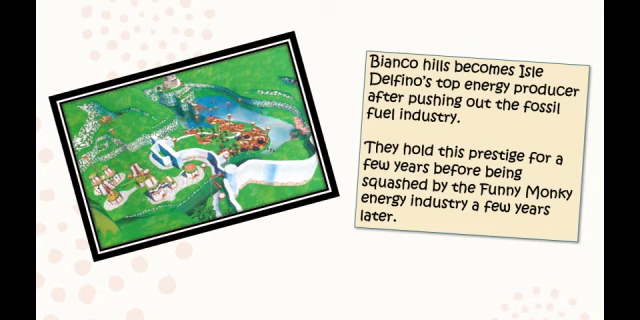 Bianco hills becomes Isle
Delfino's top energy producer
after pushing out the fossil
fuel industry.
They hold this prestige for a
few years before being
squashed by the Funny Monky
energy industry a few years
later.